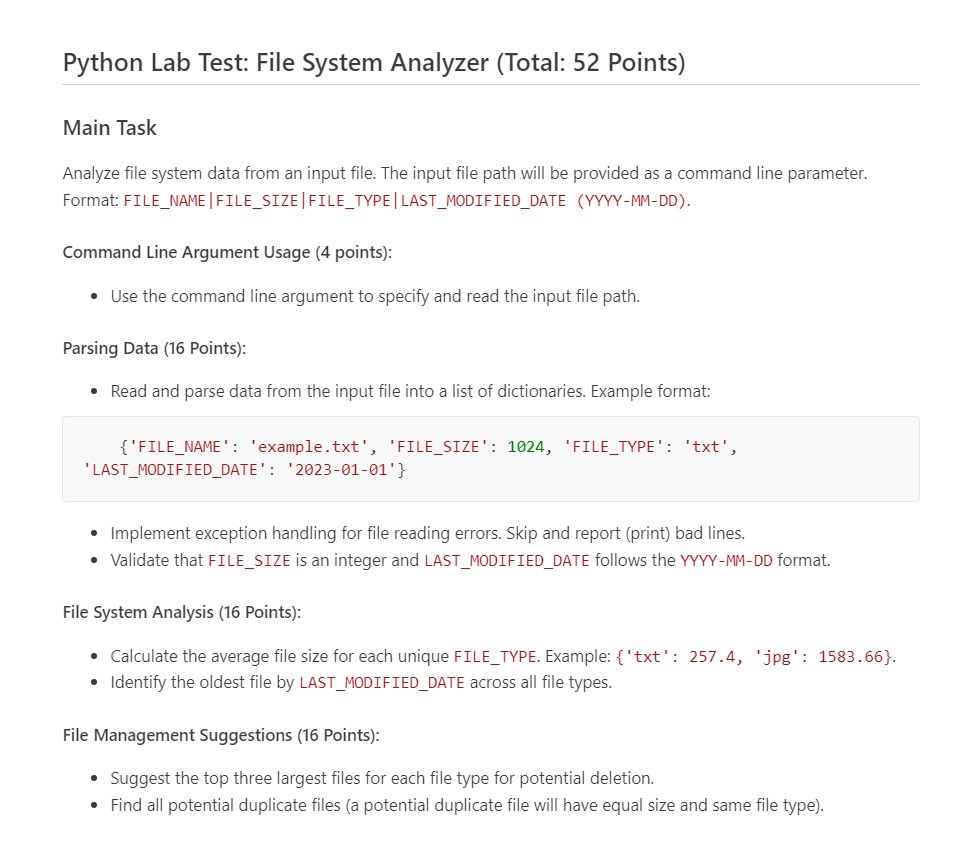 Python Lab Test: File System Analyzer (Total: 52 Points)
Main Task
Analyze file system data from an input file. The input file path will be provided as a command line parameter.
Format: FILE_NAME|FILE_SIZE|FILE_TYPE|LAST_MODIFIED_DATE (YYYY-MM-DD).
Command Line Argument Usage (4 points):
• Use the command line argument to specify and read the input file path.
Parsing Data (16 Points):
• Read and parse data from the input file into a list of dictionaries. Example format:
{'FILE_NAME': 'example.txt', 'FILE_SIZE': 1024, 'FILE_TYPE': 'txt',
'LAST_MODIFIED_DATE': '2023-01-01'}
• Implement exception handling for file reading errors. Skip and report (print) bad lines.
• Validate that FILE_SIZE is an integer and LAST_MODIFIED_DATE follows the YYYY-MM-DD format.
File System Analysis (16 Points):
• Calculate the average file size for each unique FILE_TYPE. Example: {'txt': 257.4, 'jpg': 1583.66}.
• Identify the oldest file by LAST_MODIFIED_DATE across all file types.
File Management Suggestions (16 Points):
• Suggest the top three largest files for each file type for potential deletion.
• Find all potential duplicate files (a potential duplicate file will have equal size and same file type).